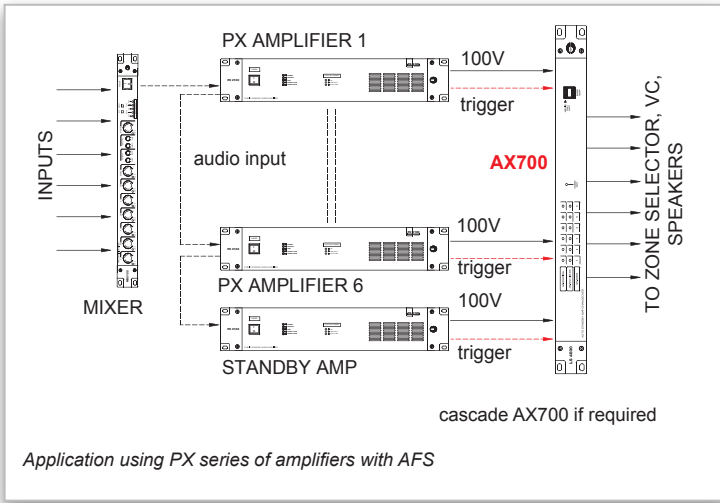 PX AMPLIFIER 1
100V
trigger
AX700
INPUTS
audio input
TO ZONE SELECTOR, VC,
SPEAKERS
100V
trigger
PX AMPLIFIER 6
MIXER
100V
trigger
STANDBY AMP
cascade AX700 if required
Application using PX series of amplifiers with AFS